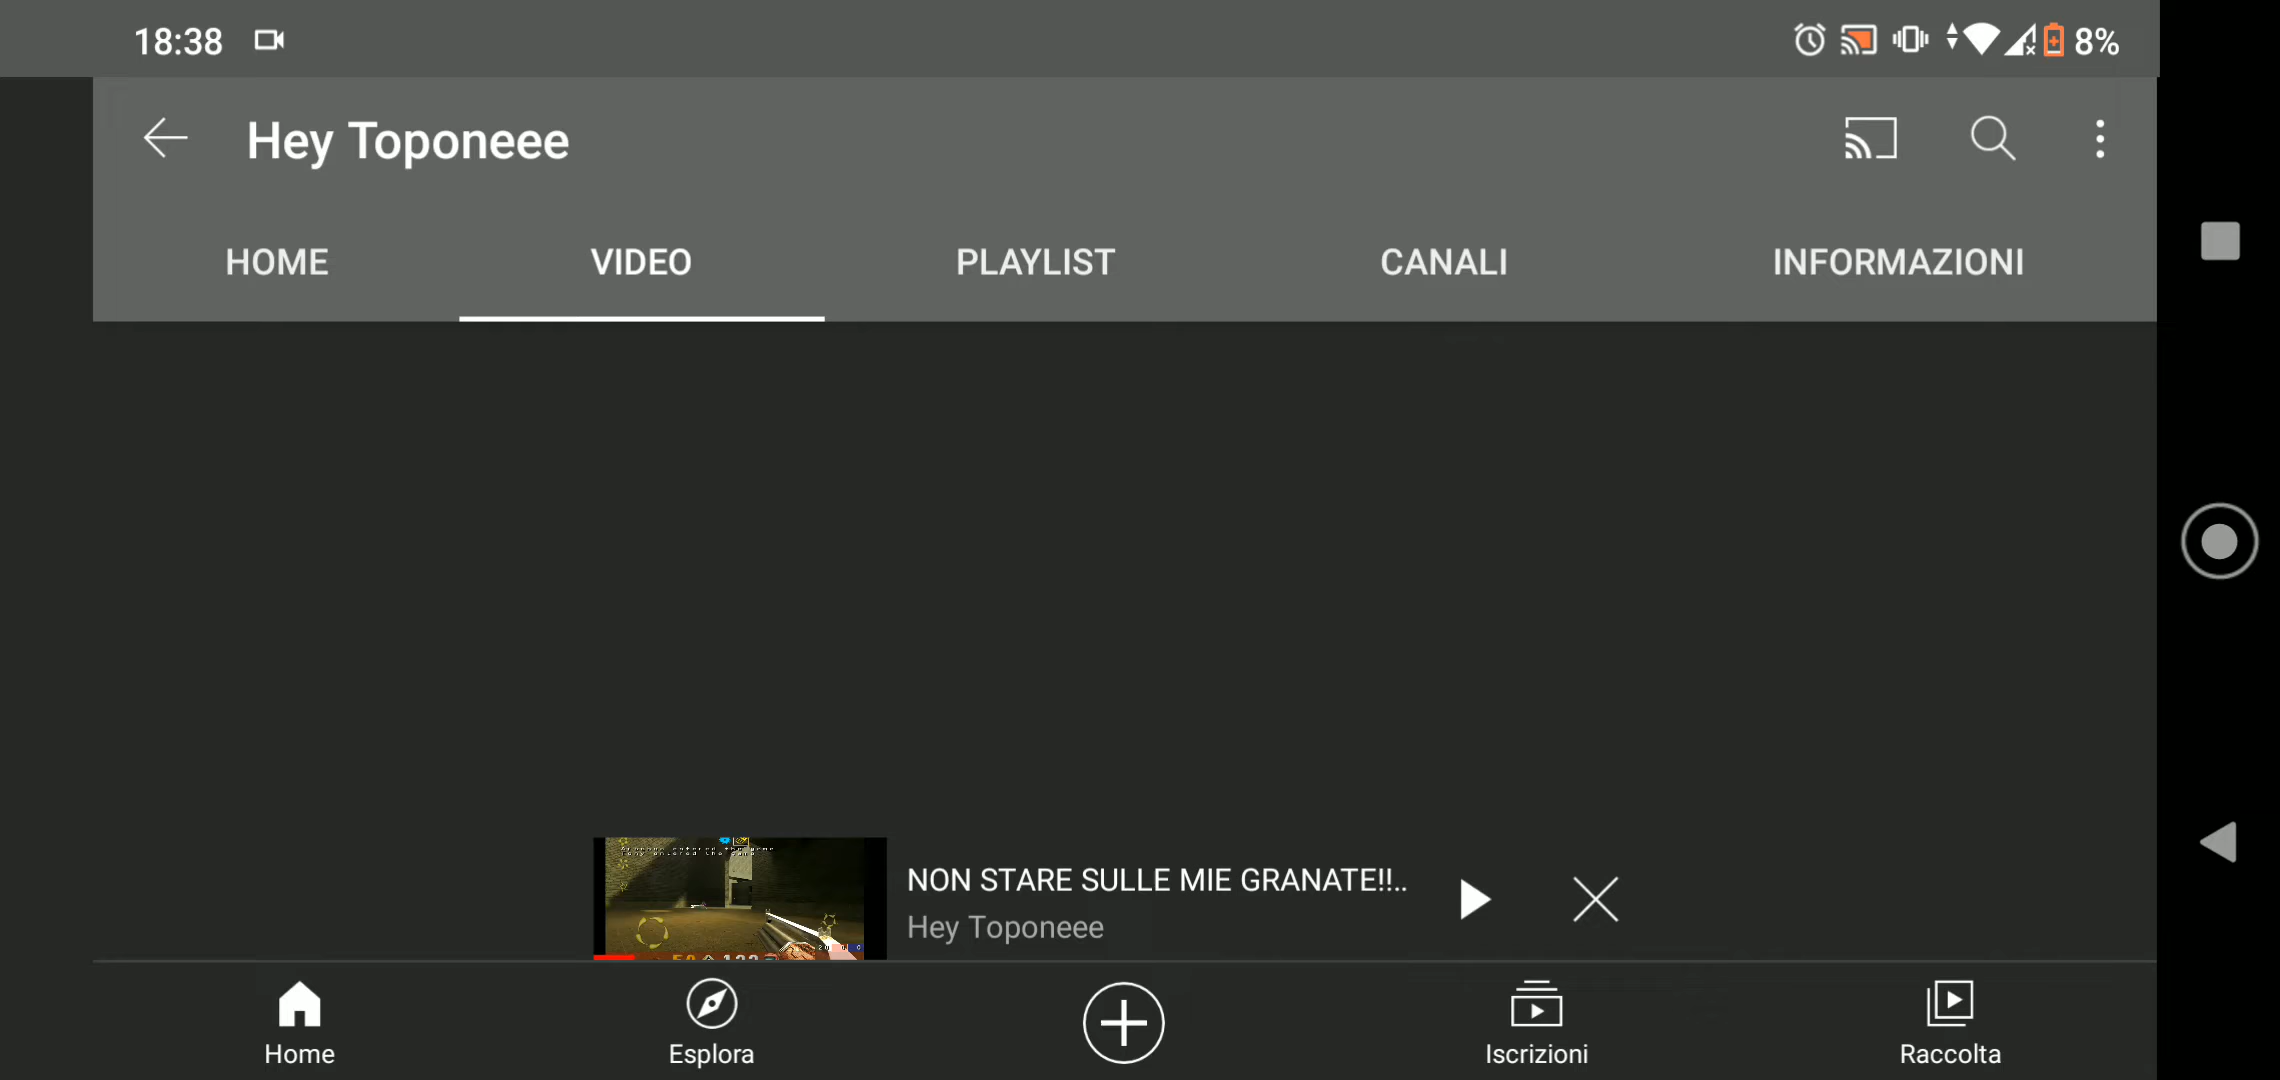 18:38
8%
Hey Toponeee
HOME
VIDEO
PLAYLIST
CANALI
INFORMAZIONI
NON STARE SULLE MIE GRANATE!!..
Hey Toponeee
Home
Esplora
Iscrizioni
Raccolta